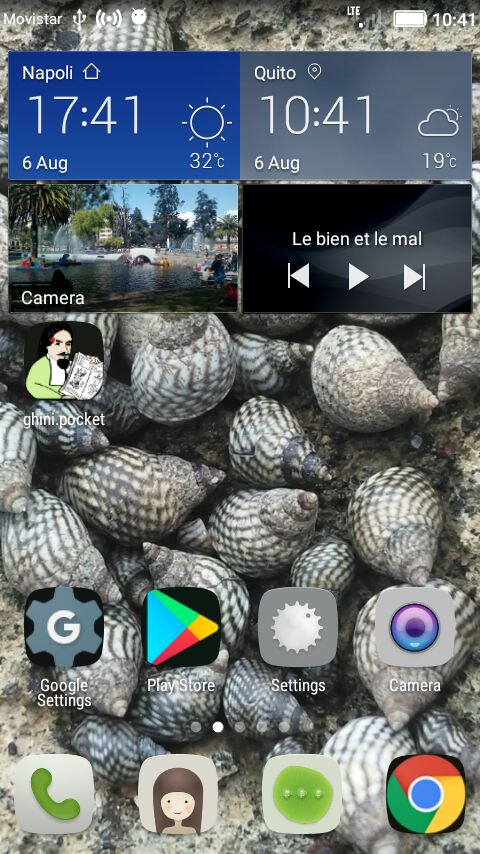 Movistar
LTE
10:41
Napoli
17:41
6 Aug
32°c
Quito
10:41
6 Aug
19°c
Camera
Le bien et le mal
ghini.pocket
G
Google
Settings
Play Store
Settings
Camera